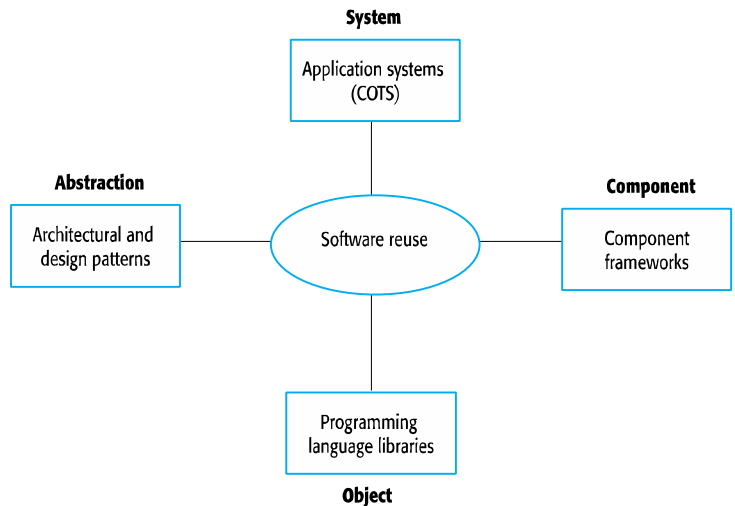 System
Application systems
(COTS)
Abstraction
Architectural and
design patterns
Software reuse
Component
Component
frameworks
Programming
language libraries
Object